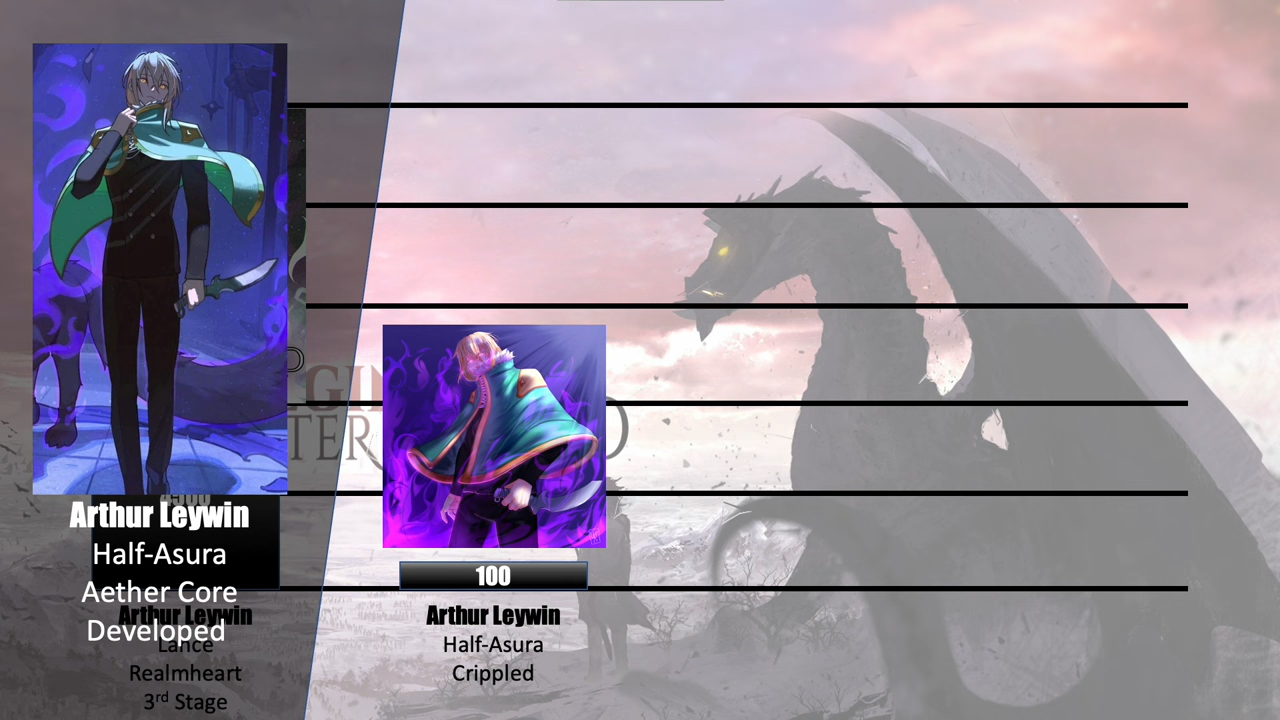 4900
Arthur Leywin
Half-Asura
Aether Core
Developed
Arthur Leywin
Lance
Realmheart
3rd Stage
100
Arthur Leywin
Half-Asura
Crippled